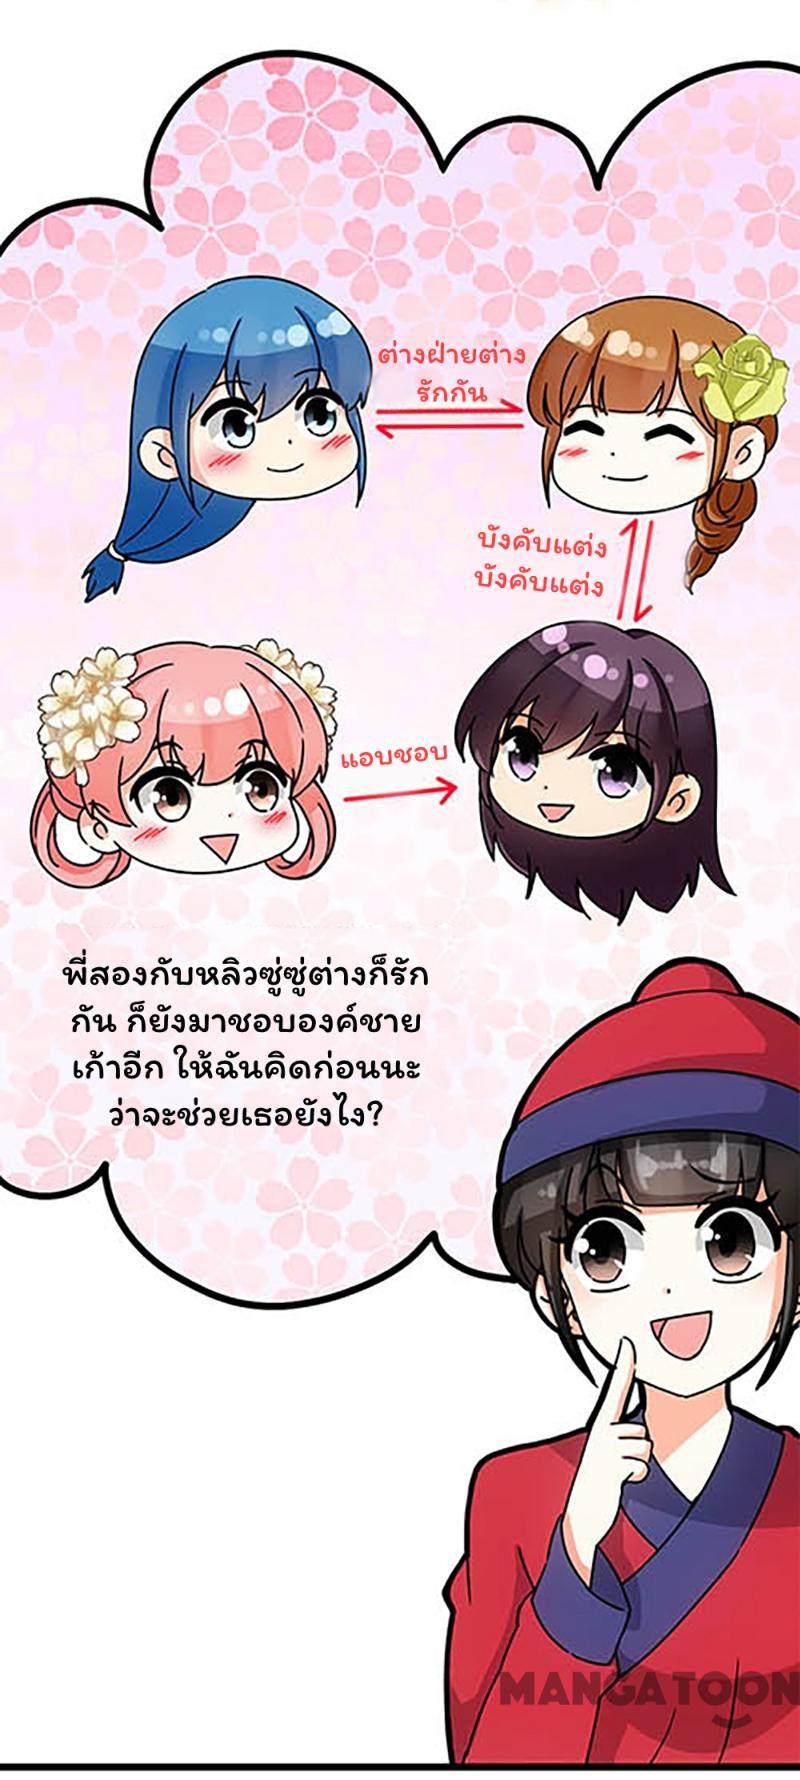 ต่างฝ่ายต่าง
รักกัน
บังคับแต่ง
บังคับแต่ง
แอบชอบ
พี่สองกับหลิวซู่ซู่ต่างก็รัก
กัน ก็ยังมาชอบองค์ชาย
เก้าอีก ให้ฉันคิดก่อนนะ
ว่าจะช่วยเธอยังไง?
MANGATOON